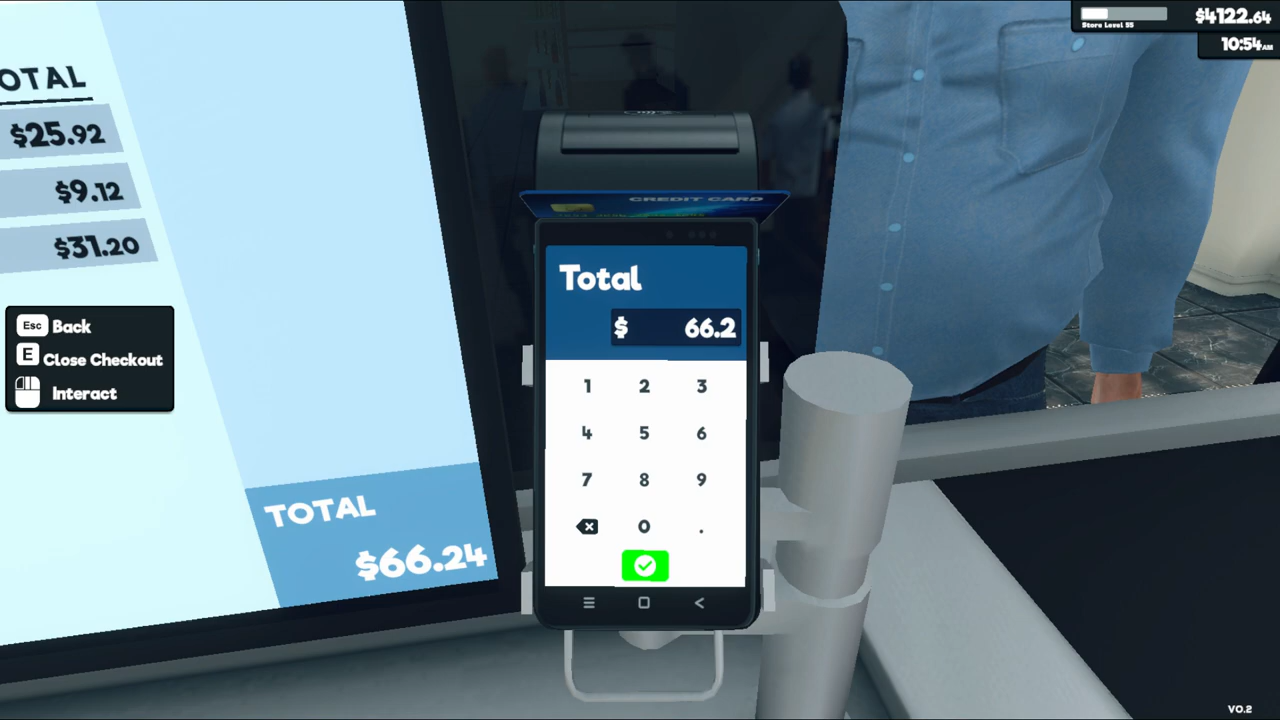 OTAL
$25.92
$9.12
$31.20
Esc Back
E Close Checkout
Interact
TOTAL
$66.24
CREDIT CARD
Total
$ 66.2
1 2 3
4 5 6
7 8 9
0 .
$4122.64
Store Level 55
10:54AM
V0.2